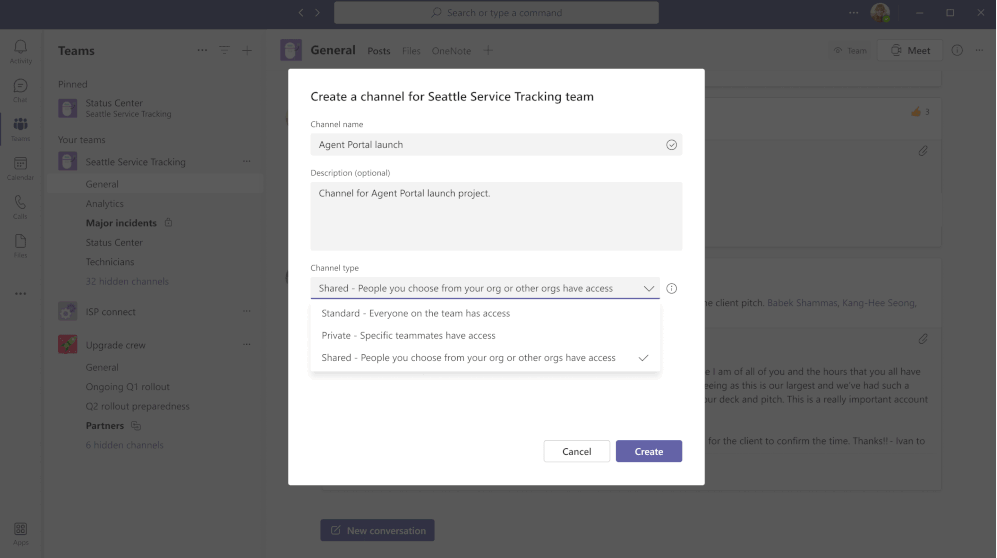 Search or type a command
Activity
Chat
Teams
Calendar
Calls
Files
Apps
Teams
Pinned
Status Center
Seattle Service Tracking
Your teams
Seattle Service Tracking
General
Analytics
Major incidents
Status Center
Technicians
32 hidden channels
ISP connect
Upgrade crew
General
Ongoing Q1 rollout
Q2 rollout preparedness
Partners
6 hidden channels
General Posts Files OneNote
Team Meet
3
Create a channel for Seattle Service Tracking team
Channel name
Agent Portal launch
Description (optional)
Channel for Agent Portal launch project.
Channel type
Shared - People you choose from your org or other orgs have access
Standard - Everyone on the team has access
Private - Specific teammates have access
Shared - People you choose from your org or other orgs have access
Cancel
Create
client pitch. Babek Shammas, Kang-Hee Seong,
I am of all of you and the hours that you all have
eeing as this is our largest and we've had such a
our deck and pitch. This is a really important account
for the client to confirm the time. Thanks!! - Ivan to
New conversation